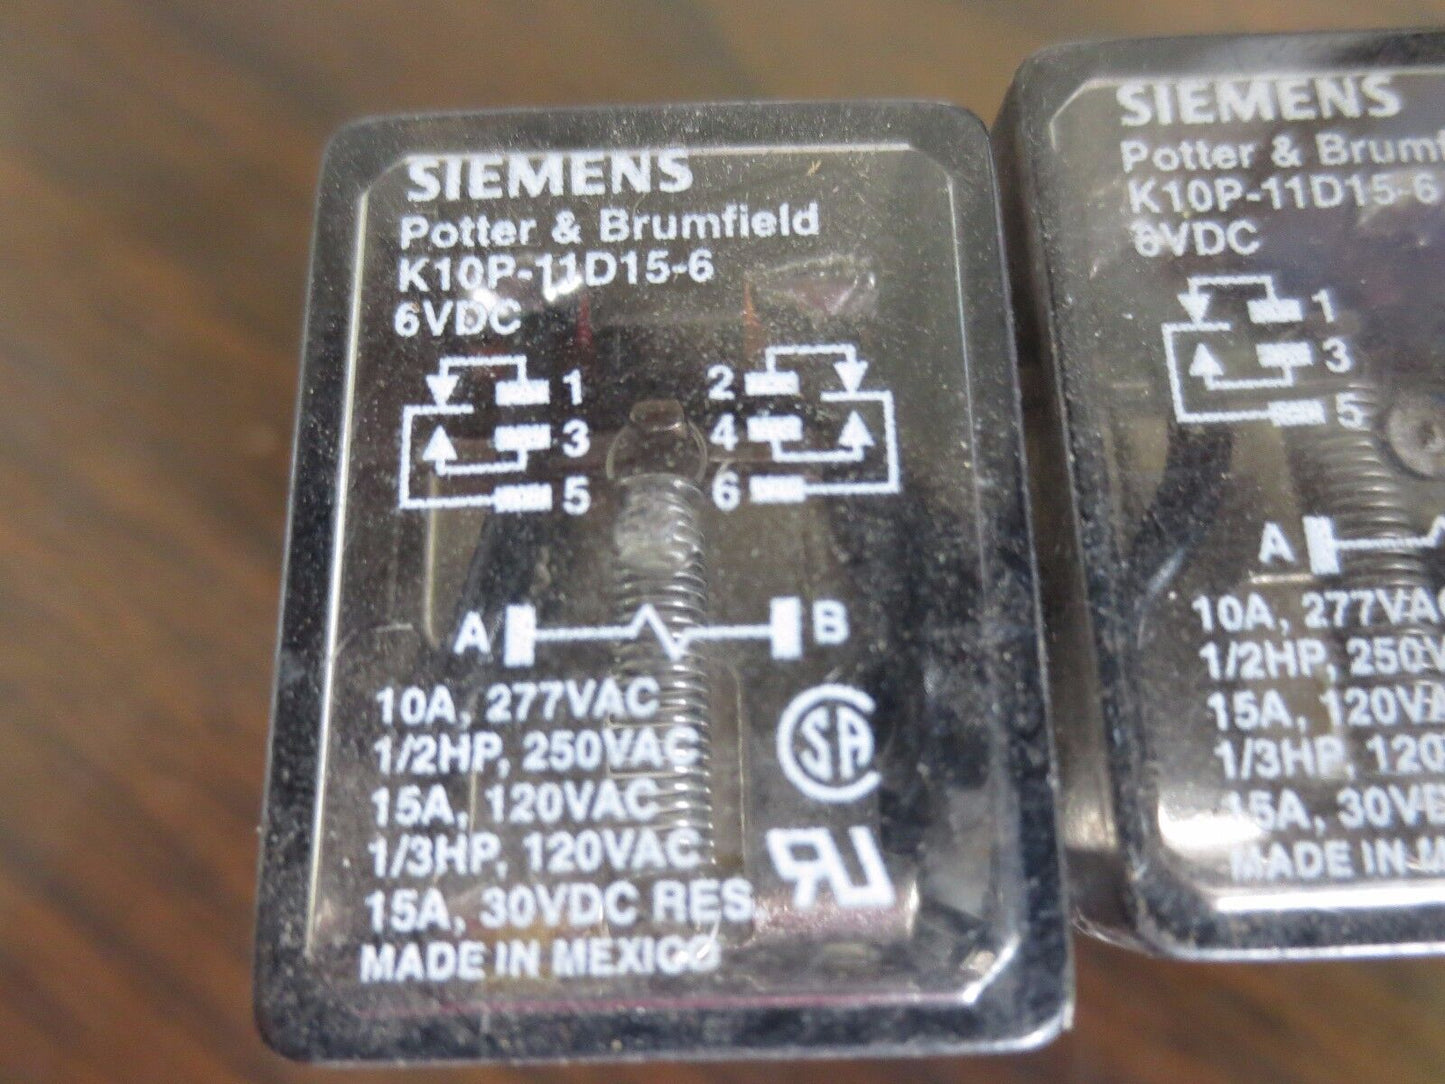 SIEMENS
Potter & Brumfield
K10P-11D15-6
6VDC
1 2
3 4
5 6
A B
10A, 277VAC
1/2HP, 250VAC
15A, 120VAC
1/3HP, 120VAC
15A, 30VDC RES.
MADE IN MEXICO
SIEMENS
Potter & Brumf
K10P-11D15-6
6VDC
1
3
5
A
10A, 277VAC
1/2HP, 250V
15A, 120VA
1/3HP, 120
15A, 30V
MADE IN M